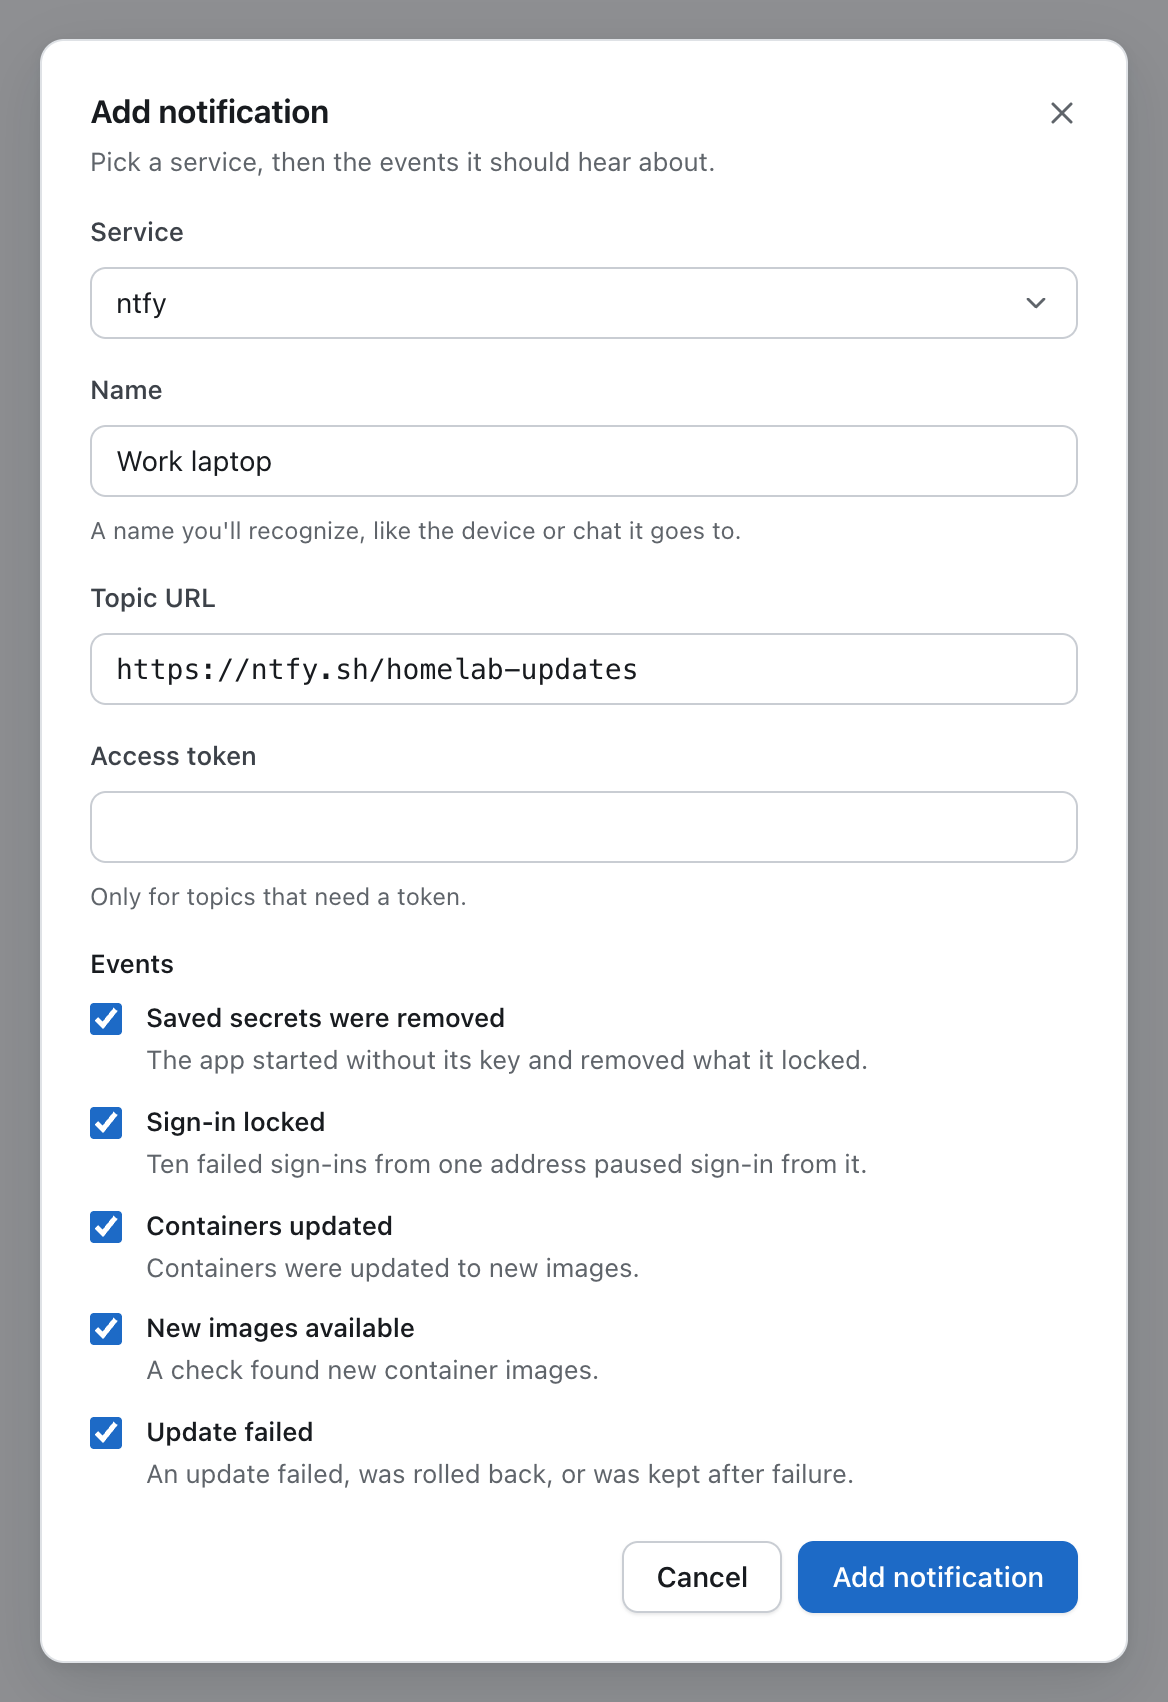 Add notification
Pick a service, then the events it should hear about.
Service
ntfy
Name
Work laptop
A name you'll recognize, like the device or chat it goes to.
Topic URL
https://ntfy.sh/homelab-updates
Access token
Only for topics that need a token.
Events
Saved secrets were removed
The app started without its key and removed what it locked.
Sign-in locked
Ten failed sign-ins from one address paused sign-in from it.
Containers updated
Containers were updated to new images.
New images available
A check found new container images.
Update failed
An update failed, was rolled back, or was kept after failure.
Cancel
Add notification